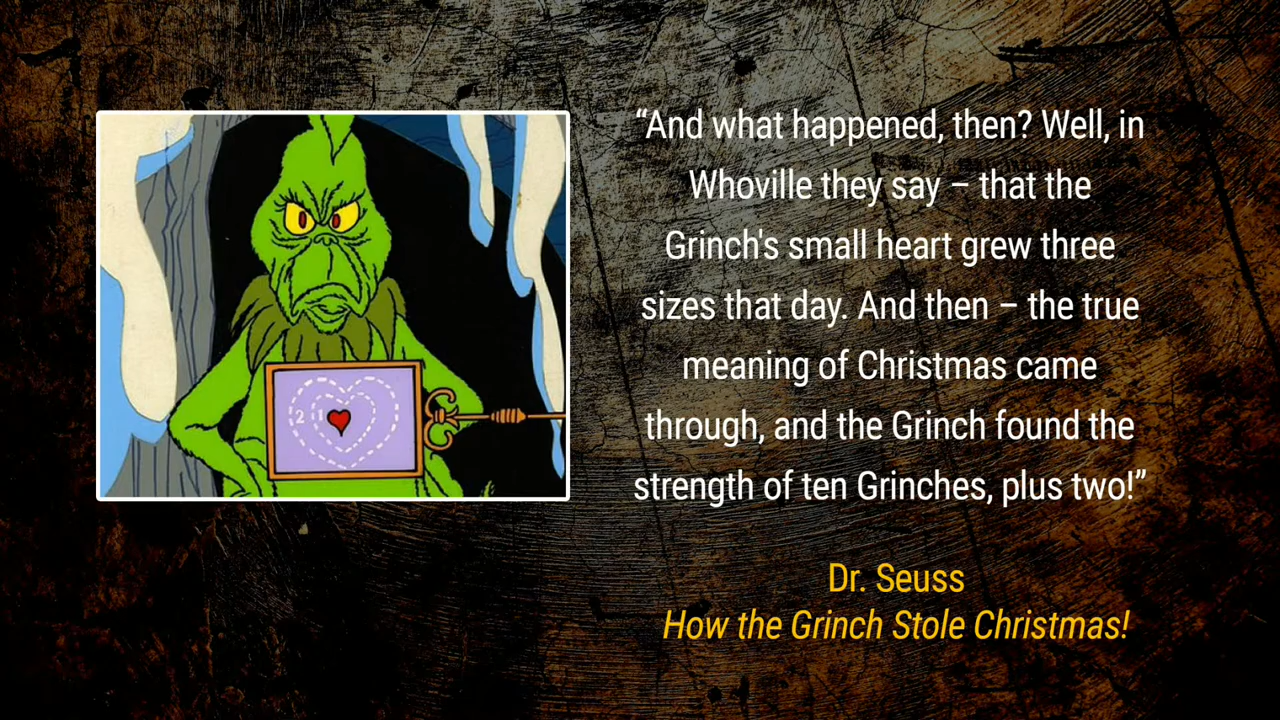 2 1
“And what happened, then? Well, in
Whoville they say – that the
Grinch's small heart grew three
sizes that day. And then – the true
meaning of Christmas came
through, and the Grinch found the
strength of ten Grinches, plus two!”
Dr. Seuss
How the Grinch Stole Christmas!